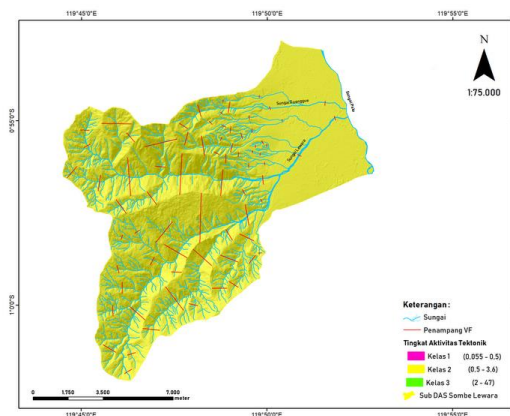 119°45'0"E 119°50'0"E 119°55'0"E
N
1:75.000
0°55'S
1°0'0"S
Sungai Lewara
Keterangan :
Sungai
Penampang VF
Tingkat Aktivitas Tektonik
Kelas 1 (0.055 - 0.5)
Kelas 2 (0.5 - 3.6)
Kelas 3 (2 - 47)
Sub DAS Sombe Lewara
0 1.750 3.500 7.000
meter
119°45'0"E 119°50'0"E 119°55'0"E